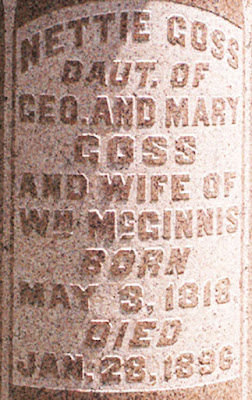 NETTIE GOSS
DAUT. OF
GEO. AND MARY
GOSS
AND WIFE OF
WM MCGINNIS
BORN
MAY 3, 1818.
DIED
JAN. 28, 1896.